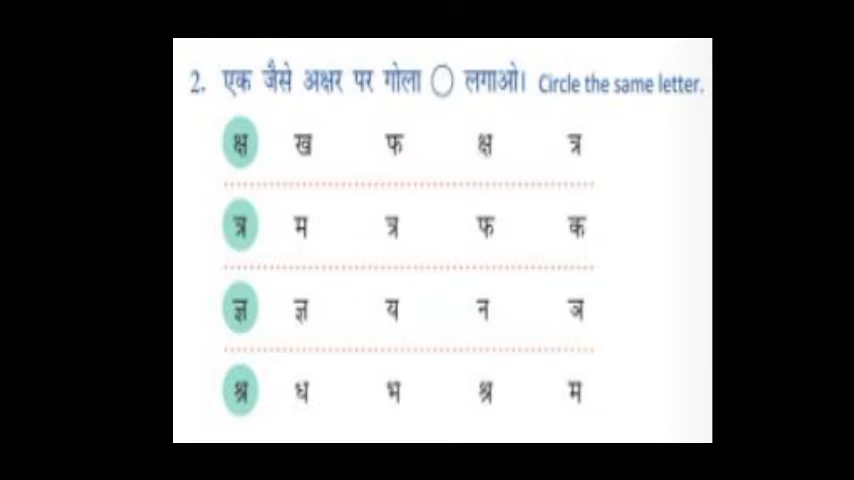 2. एक जैसे अक्षर पर गोला लगाओ। Circle the same letter.
क्ष ख फ क्ष त्र
त्र म त्र फ क
ज्ञ ज्ञ य न ञ
श्र ध भ श्र म